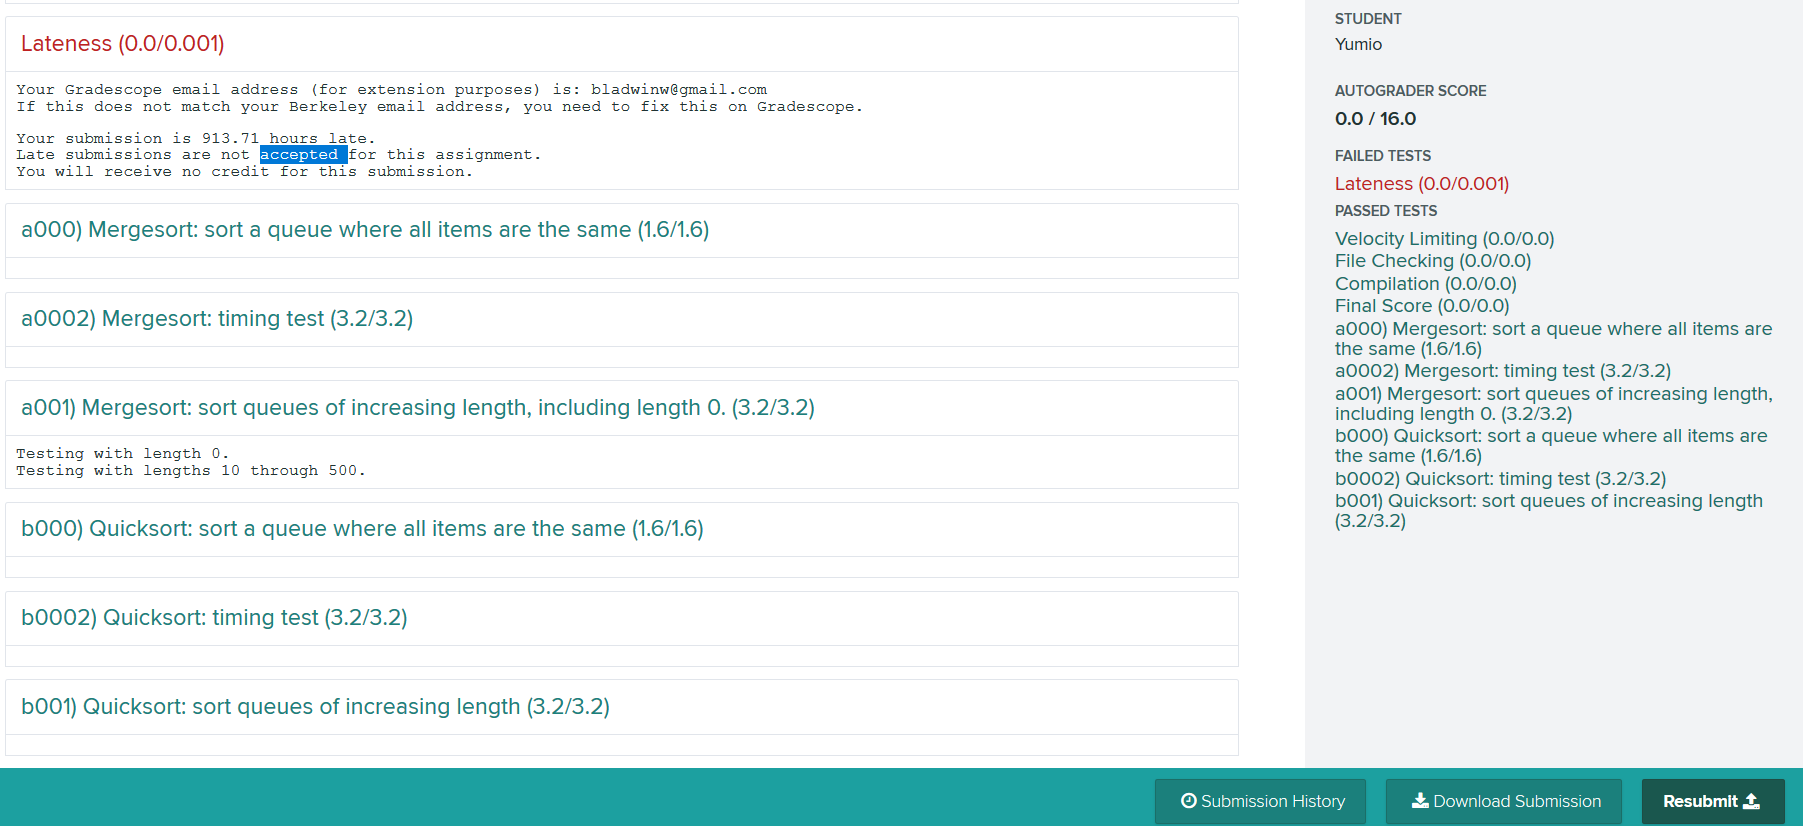 Lateness (0.0/0.001)
Your Gradescope email address (for extension purposes) is: bladwinw@gmail.com
If this does not match your Berkeley email address, you need to fix this on Gradescope.
Your submission is 913.71 hours late.
Late submissions are not accepted for this assignment.
You will receive no credit for this submission.
a000) Mergesort: sort a queue where all items are the same (1.6/1.6)
a0002) Mergesort: timing test (3.2/3.2)
a001) Mergesort: sort queues of increasing length, including length 0. (3.2/3.2)
Testing with length 0.
Testing with lengths 10 through 500.
b000) Quicksort: sort a queue where all items are the same (1.6/1.6)
b0002) Quicksort: timing test (3.2/3.2)
b001) Quicksort: sort queues of increasing length (3.2/3.2)
STUDENT
Yumio
AUTOGRADER SCORE
0.0 / 16.0
FAILED TESTS
Lateness (0.0/0.001)
PASSED TESTS
Velocity Limiting (0.0/0.0)
File Checking (0.0/0.0)
Compilation (0.0/0.0)
Final Score (0.0/0.0)
a000) Mergesort: sort a queue where all items are
the same (1.6/1.6)
a0002) Mergesort: timing test (3.2/3.2)
a001) Mergesort: sort queues of increasing length,
including length 0. (3.2/3.2)
b000) Quicksort: sort a queue where all items are
the same (1.6/1.6)
b0002) Quicksort: timing test (3.2/3.2)
b001) Quicksort: sort queues of increasing length
(3.2/3.2)
Submission History
Download Submission
Resubmit